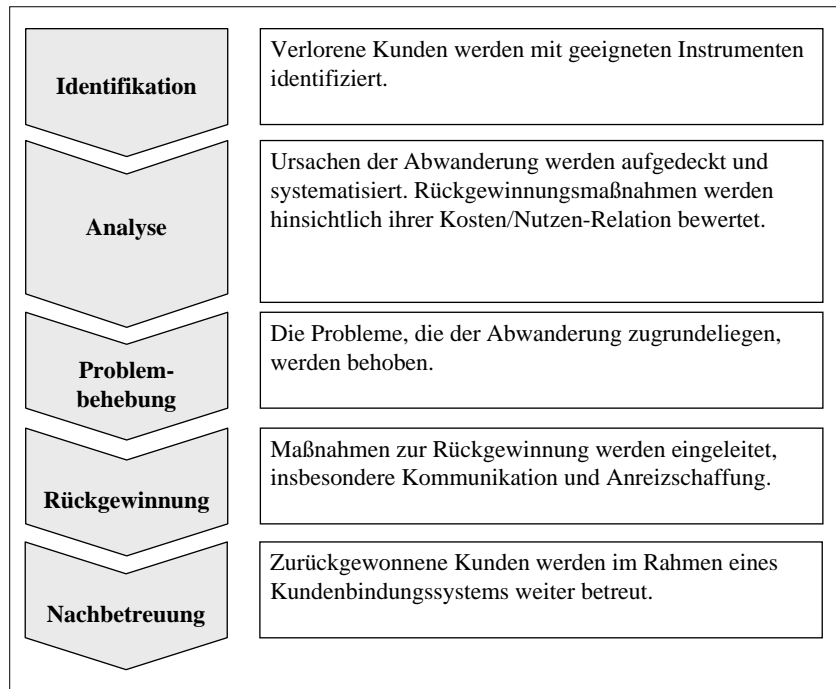 Identifikation
Verlorene Kunden werden mit geeigneten Instrumenten
identifiziert.
Analyse
Ursachen der Abwanderung werden aufgedeckt und
systematisiert. Rückgewinnungsmaßnahmen werden
hinsichtlich ihrer Kosten/Nutzen-Relation bewertet.
Problem-
behebung
Die Probleme, die der Abwanderung zugrundeliegen,
werden behoben.
Rückgewinnung
Maßnahmen zur Rückgewinnung werden eingeleitet,
insbesondere Kommunikation und Anreizschaffung.
Nachbetreuung
Zurückgewonnene Kunden werden im Rahmen eines
Kundenbindungssystems weiter betreut.